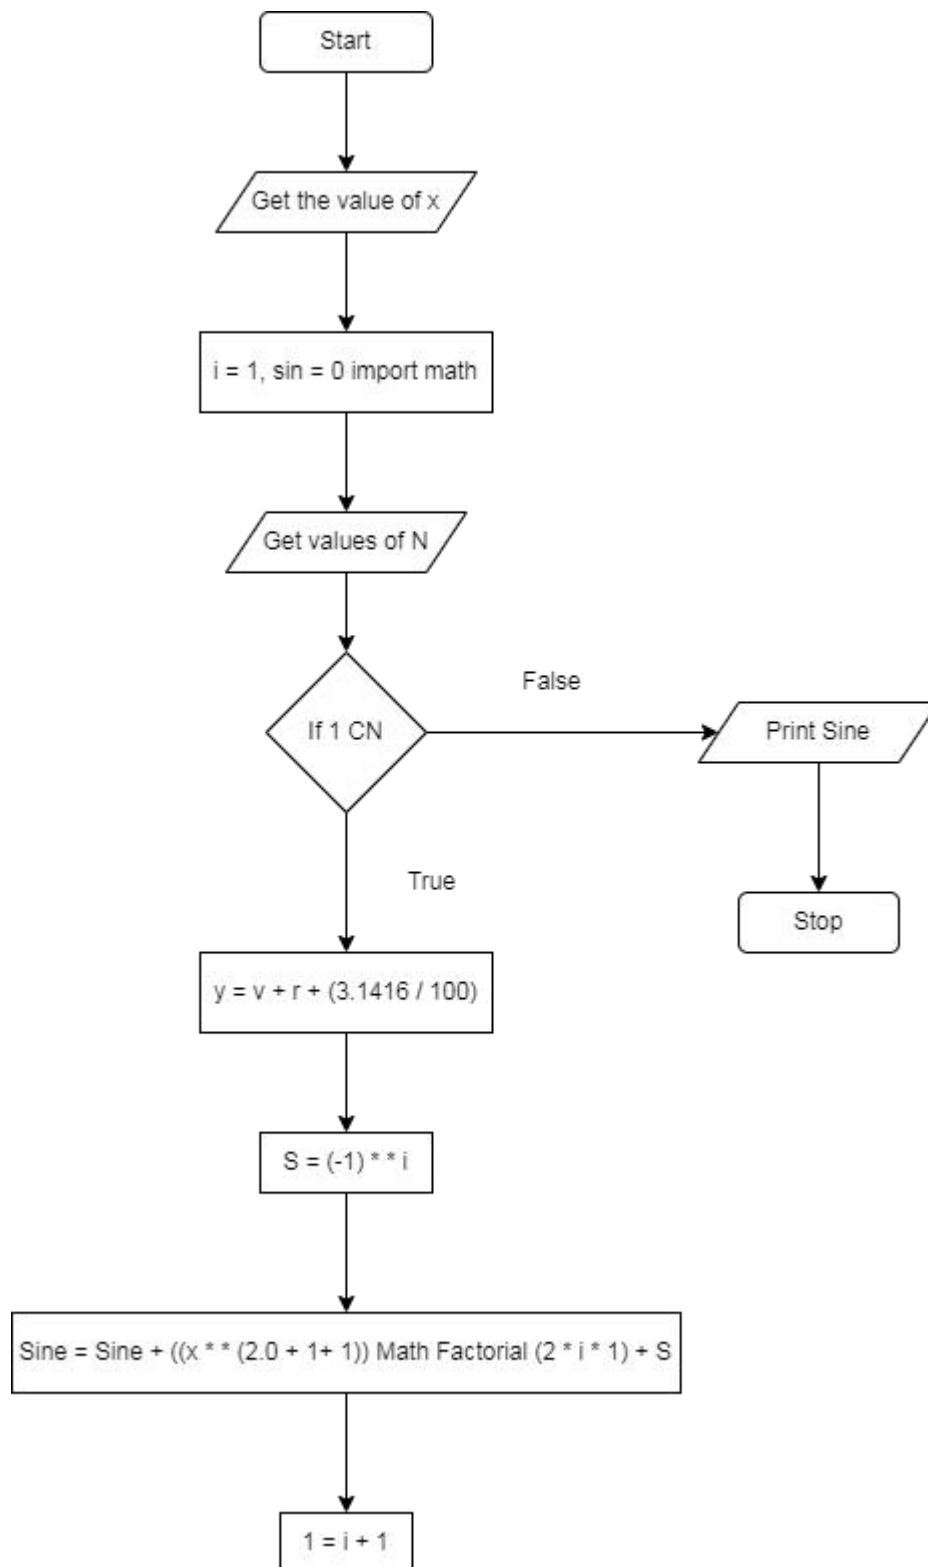 Start
Get the value of x
i = 1, sin = 0 import math
Get values of N
If 1 CN
False
Print Sine
True
Stop
y = v + r + (3.1416 / 100)
S = (-1) * * i
Sine = Sine + ((x * * (2.0 + 1+ 1)) Math Factorial (2 * i * 1) + S
1 = i + 1